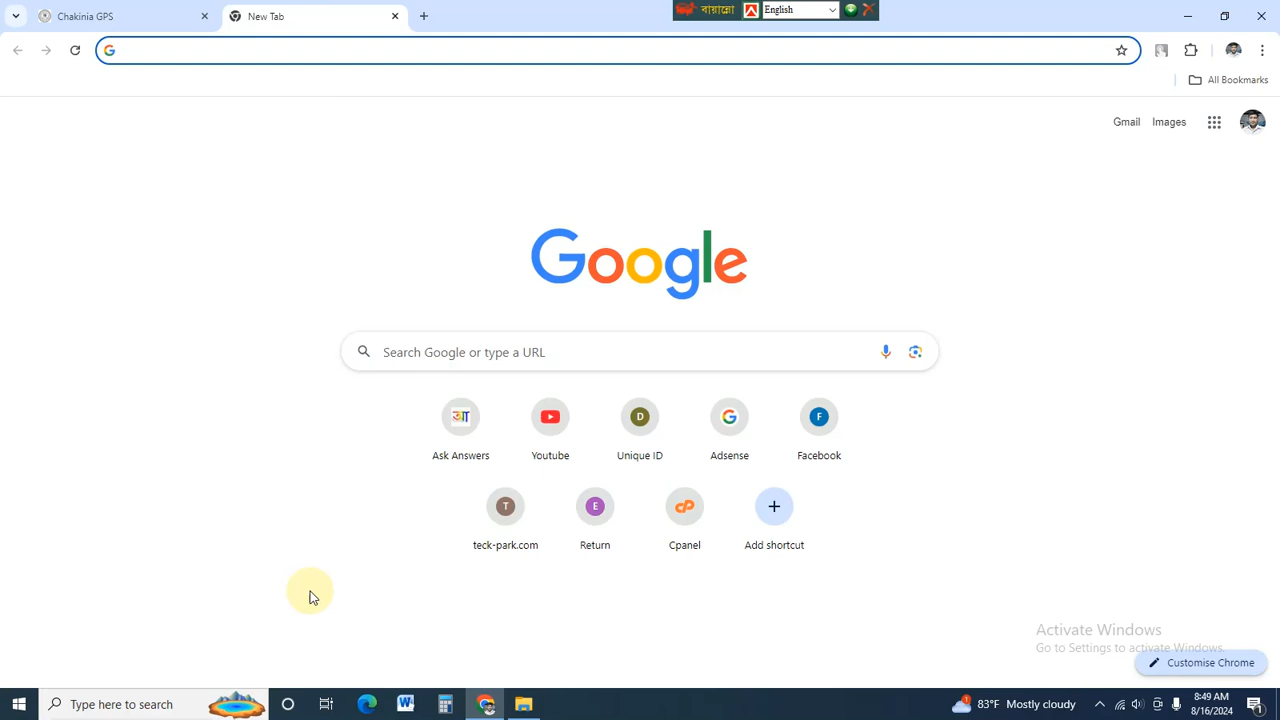 Chakinia GPS
New Tab
বায়ান্নো
English
All Bookmarks
Gmail
Images
Google
Search Google or type a URL
আ
D
G
F
Ask Answers
Youtube
Unique ID
Adsense
Facebook
T
E
cP
teck-park.com
Return
Cpanel
Add shortcut
Activate Windows
Go to Settings to activate Windows.
Customise Chrome
Type here to search
83°F Mostly cloudy
8:49 AM
8/16/2024
1